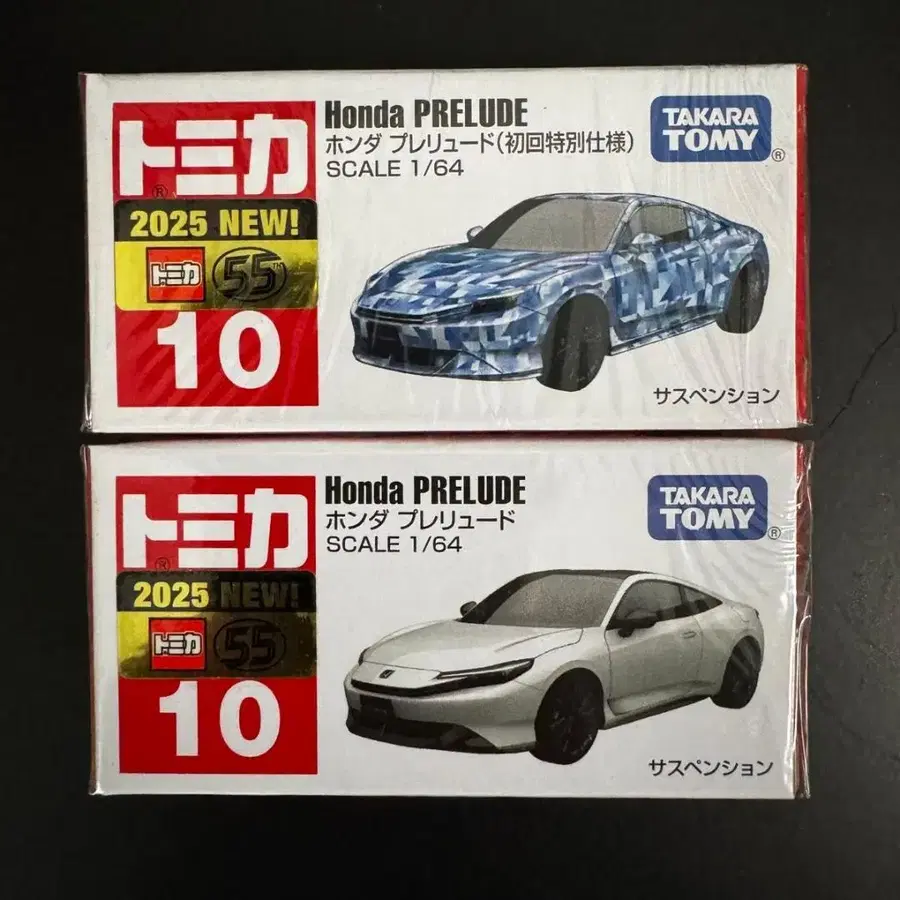 トミカ
®
2025 NEW!
トミカ 55™
10
Honda PRELUDE
ホンダ プレリュード(初回特別仕様)
SCALE 1/64
TAKARA
TOMY
®
サスペンション
トミカ
®
2025 NEW!
トミカ 55
10
Honda PRELUDE
ホンダ プレリュード
SCALE 1/64
TAKARA
TOMY
®
サスペンション